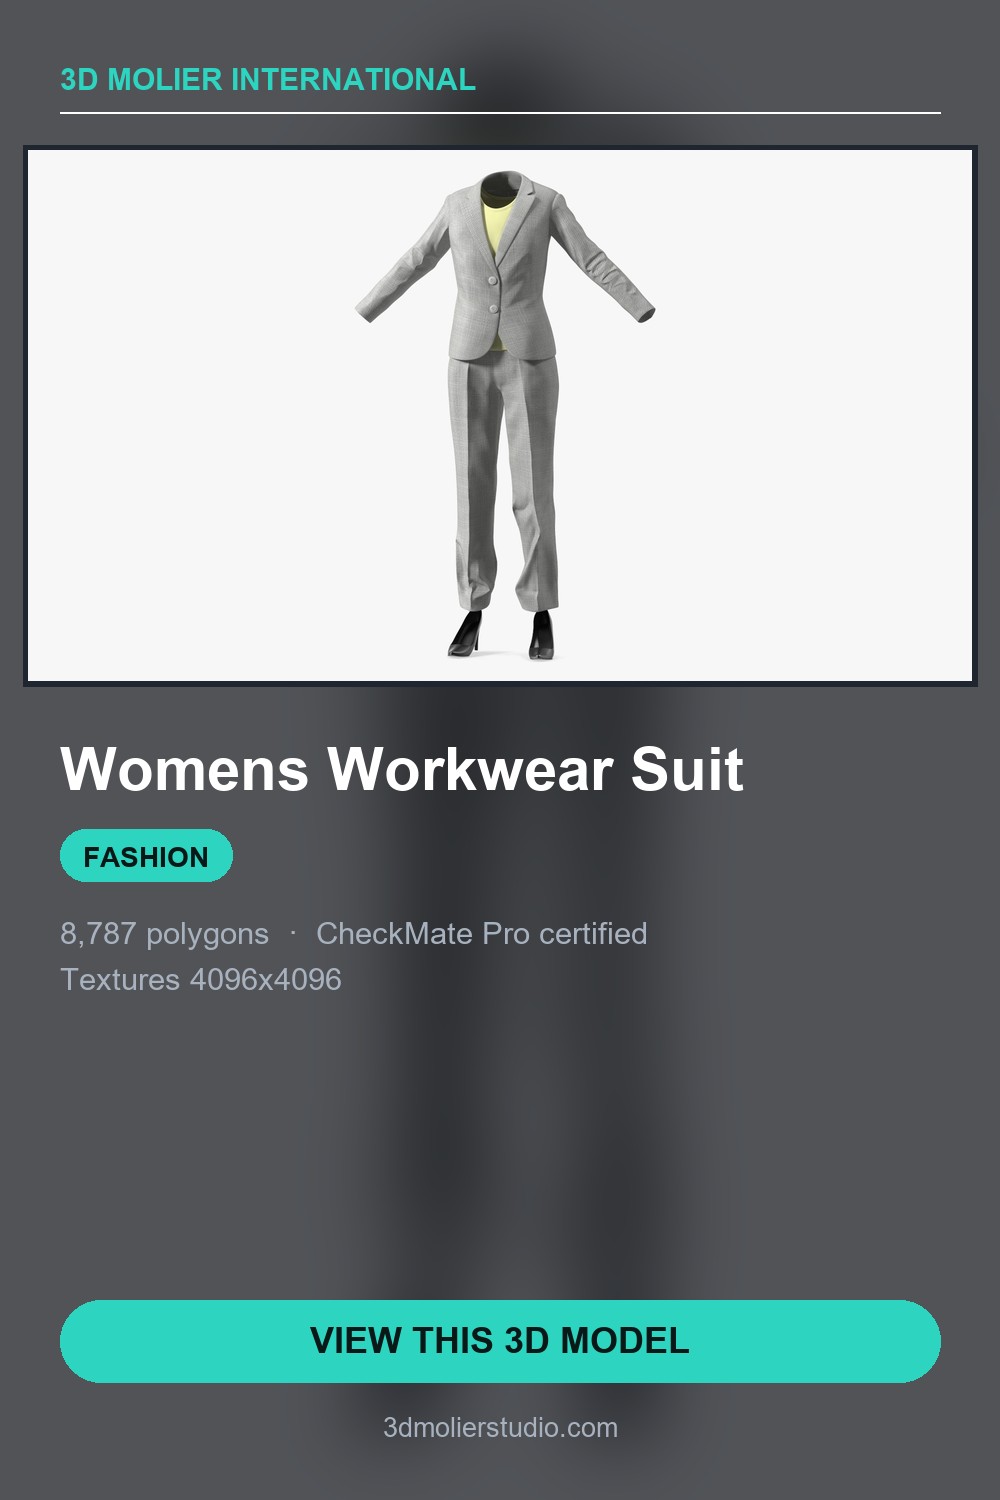 3D MOLIER INTERNATIONAL
Womens Workwear Suit
FASHION
8,787 polygons · CheckMate Pro certified
Textures 4096x4096
VIEW THIS 3D MODEL
3dmolierstudio.com